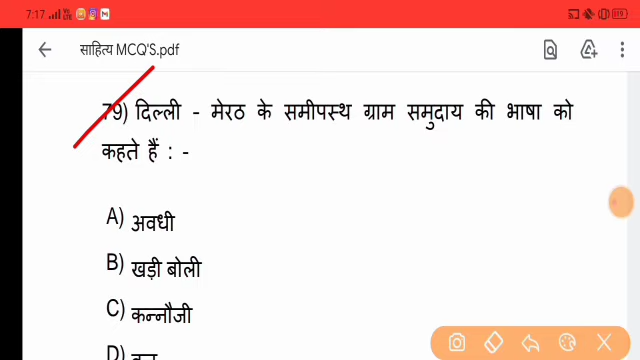 7:17
साहित्य MCQ'S.pdf
79) दिल्ली - मेरठ के समीपस्थ ग्राम समुदाय की भाषा को
कहते हैं : -
A) अवधी
B) खड़ी बोली
C) कन्नौजी
D)